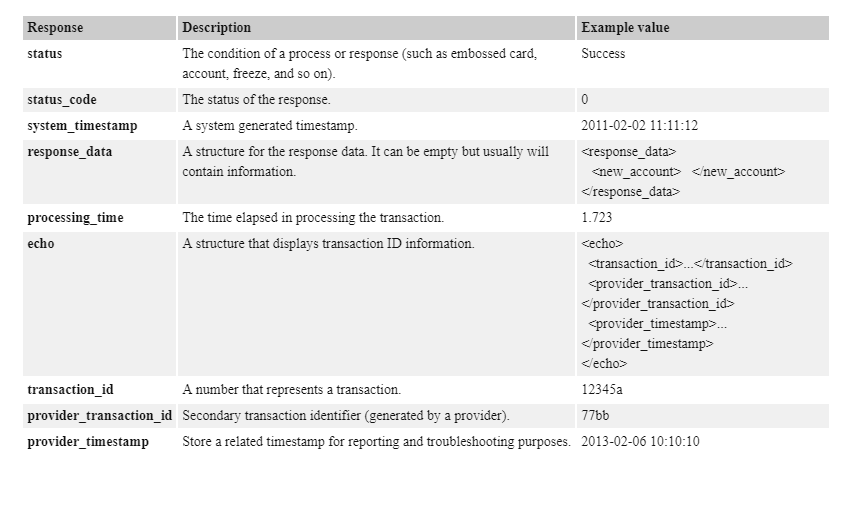 Response Description Example value
status The condition of a process or response (such as embossed card, Success
account, freeze, and so on).
status_code The status of the response. 0
system_timestamp A system generated timestamp. 2011-02-02 11:11:12
response_data A structure for the response data. It can be empty but usually will <response_data>
contain information. <new_account> </new_account>
</response_data>
processing_time The time elapsed in processing the transaction. 1.723
echo A structure that displays transaction ID information. <echo>
<transaction_id>...</transaction_id>
<provider_transaction_id>...
</provider_transaction_id>
<provider_timestamp>...
</provider_timestamp>
</echo>
transaction_id A number that represents a transaction. 12345a
provider_transaction_id Secondary transaction identifier (generated by a provider). 77bb
provider_timestamp Store a related timestamp for reporting and troubleshooting purposes. 2013-02-06 10:10:10